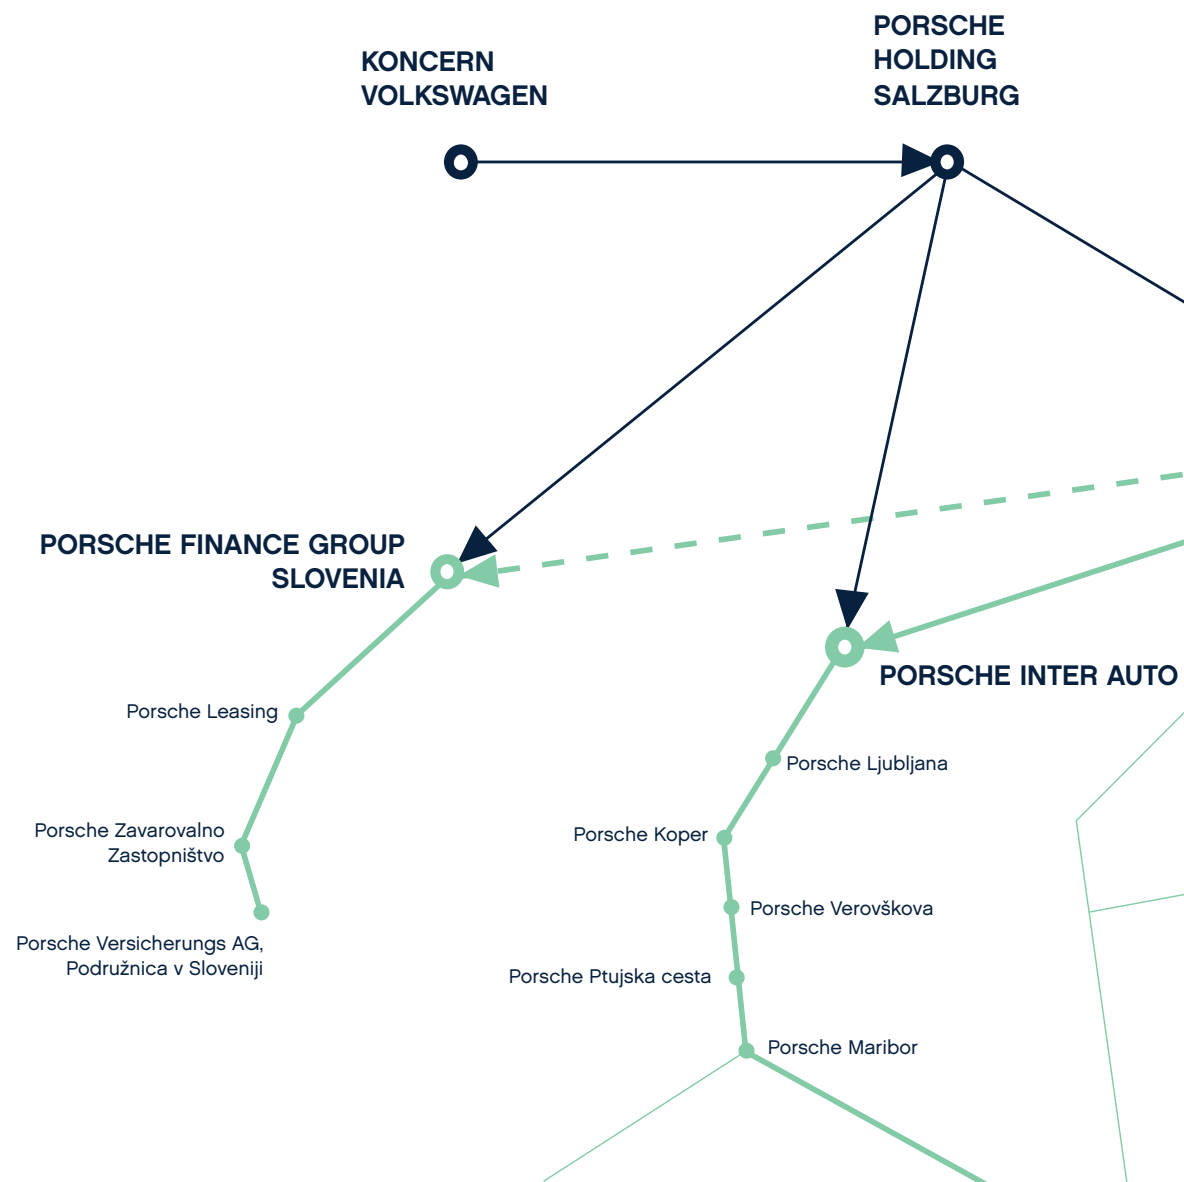 KONCERN
VOLKSWAGEN
PORSCHE
HOLDING
SALZBURG
PORSCHE FINANCE GROUP
SLOVENIA
PORSCHE INTER AUTO
Porsche Leasing
Porsche Ljubljana
Porsche Zavarovalno
Zastopništvo
Porsche Koper
Porsche Verovškova
Porsche Versicherungs AG,
Podružnica v Sloveniji
Porsche Ptujska cesta
Porsche Maribor